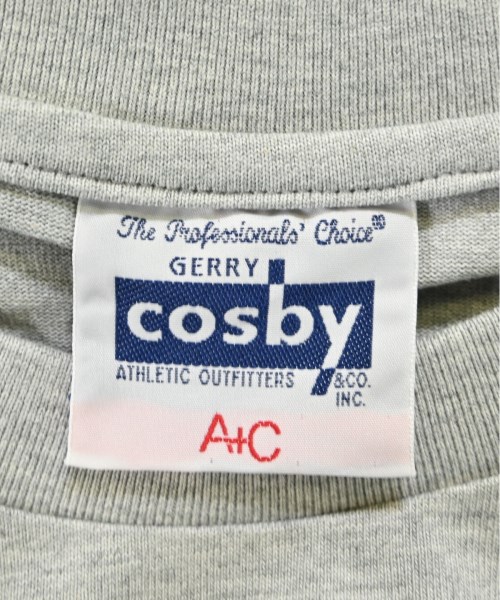 The Professionals' Choice®
GERRY
cosby
ATHLETIC OUTFITTERS &CO.
INC.
A+C